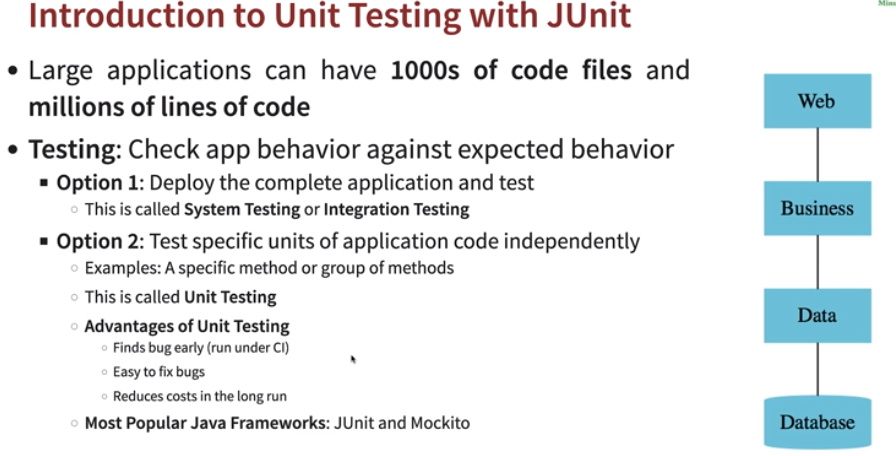 Introduction to Unit Testing with JUnit
• Large applications can have 1000s of code files and
millions of lines of code
• Testing: Check app behavior against expected behavior
▪ Option 1: Deploy the complete application and test
○ This is called System Testing or Integration Testing
▪ Option 2: Test specific units of application code independently
○ Examples: A specific method or group of methods
○ This is called Unit Testing
○ Advantages of Unit Testing
○ Finds bug early (run under CI)
○ Easy to fix bugs
○ Reduces costs in the long run
○ Most Popular Java Frameworks: JUnit and Mockito
Web
Business
Data
Database